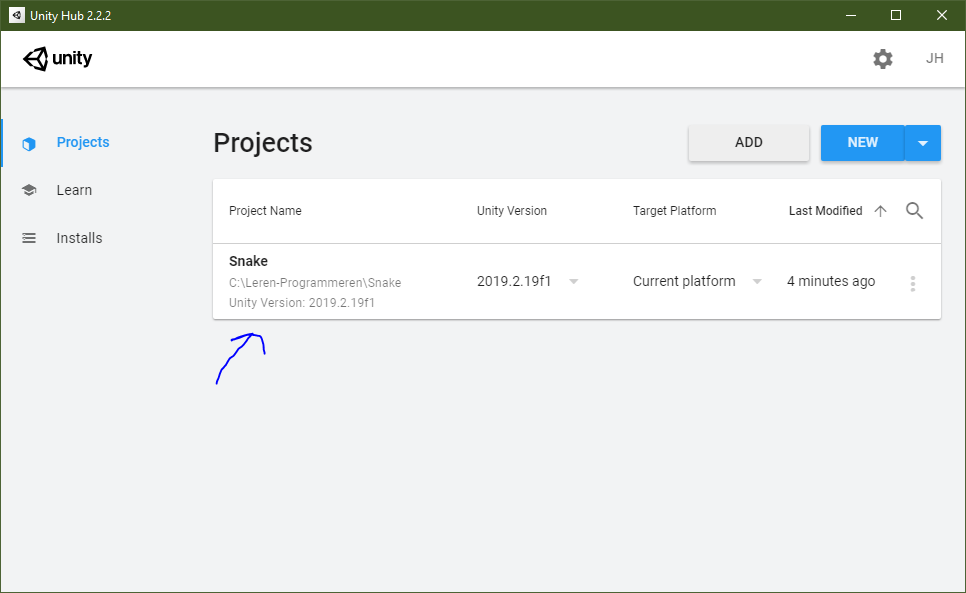 Unity Hub 2.2.2
unity
JH
Projects
Learn
Installs
Projects
ADD
NEW
Project Name Unity Version Target Platform Last Modified
Snake
C:\Leren-Programmeren\Snake
Unity Version: 2019.2.19f1
2019.2.19f1 Current platform 4 minutes ago